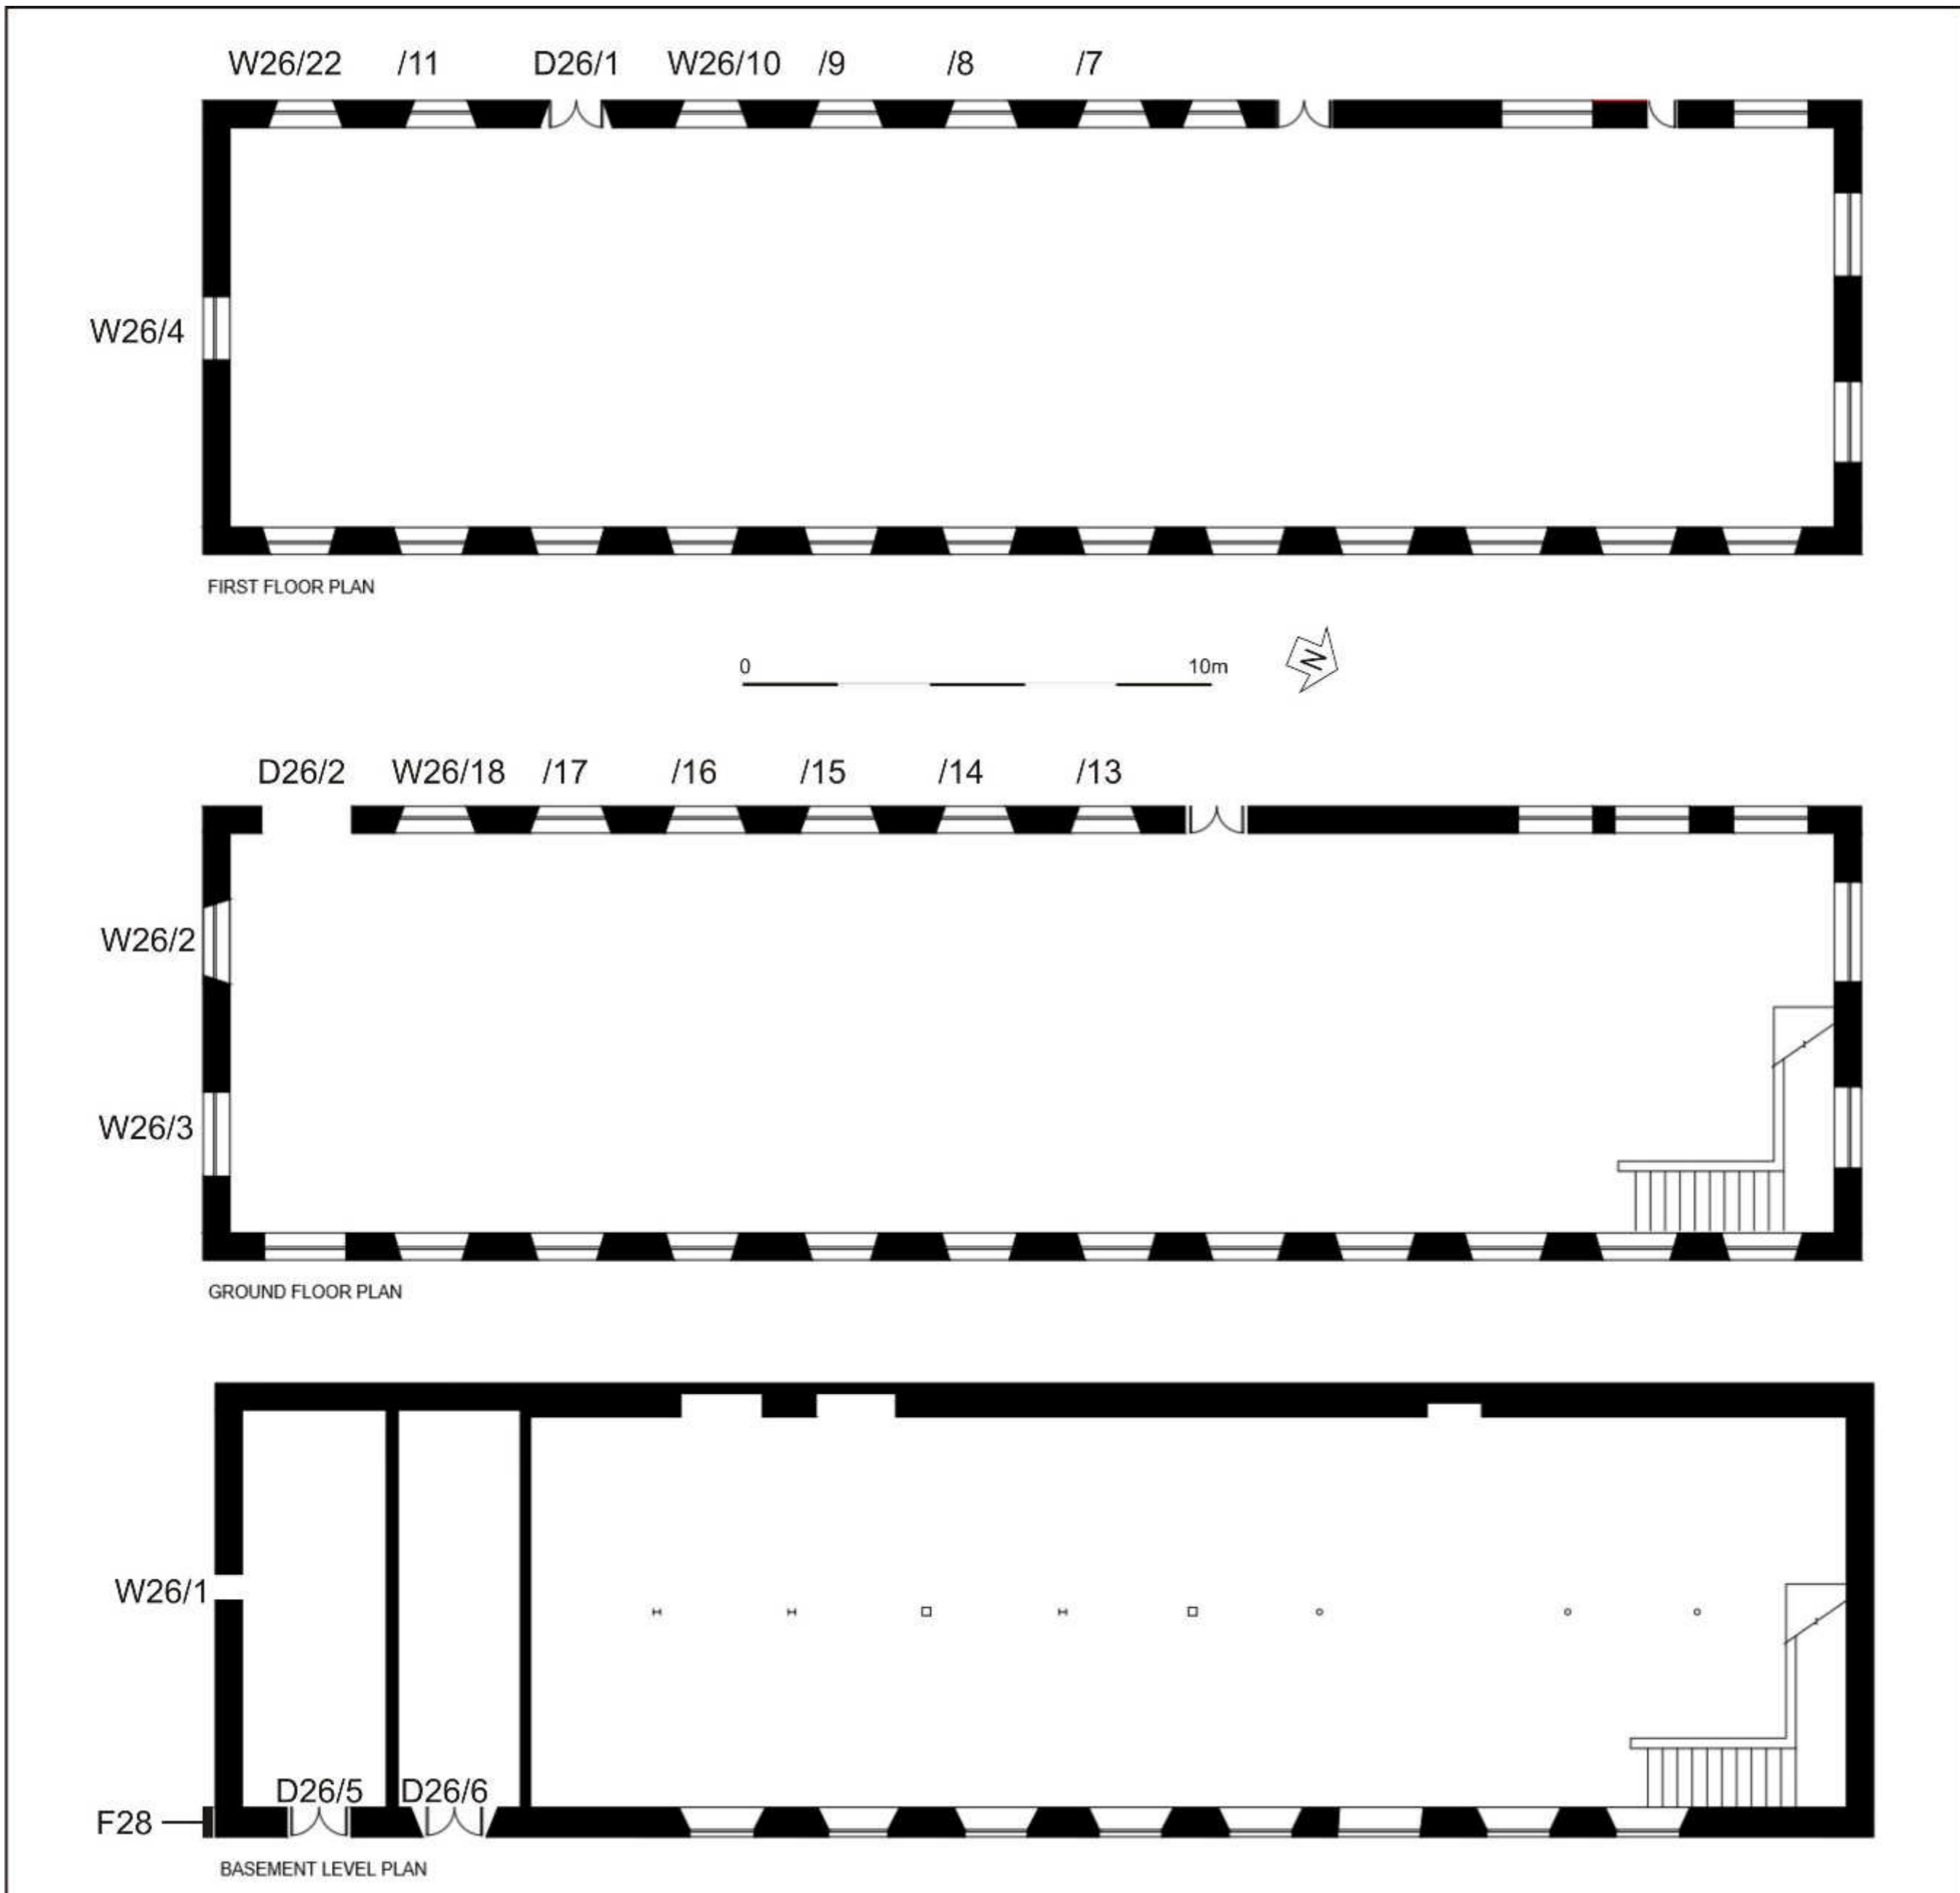 W26/22 /11 D26/1 W26/10 /9 /8 /7
W26/4
FIRST FLOOR PLAN
0 10m
N
D26/2 W26/18 /17 /16 /15 /14 /13
W26/2
W26/3
GROUND FLOOR PLAN
W26/1
D26/5 D26/6
F28
BASEMENT LEVEL PLAN